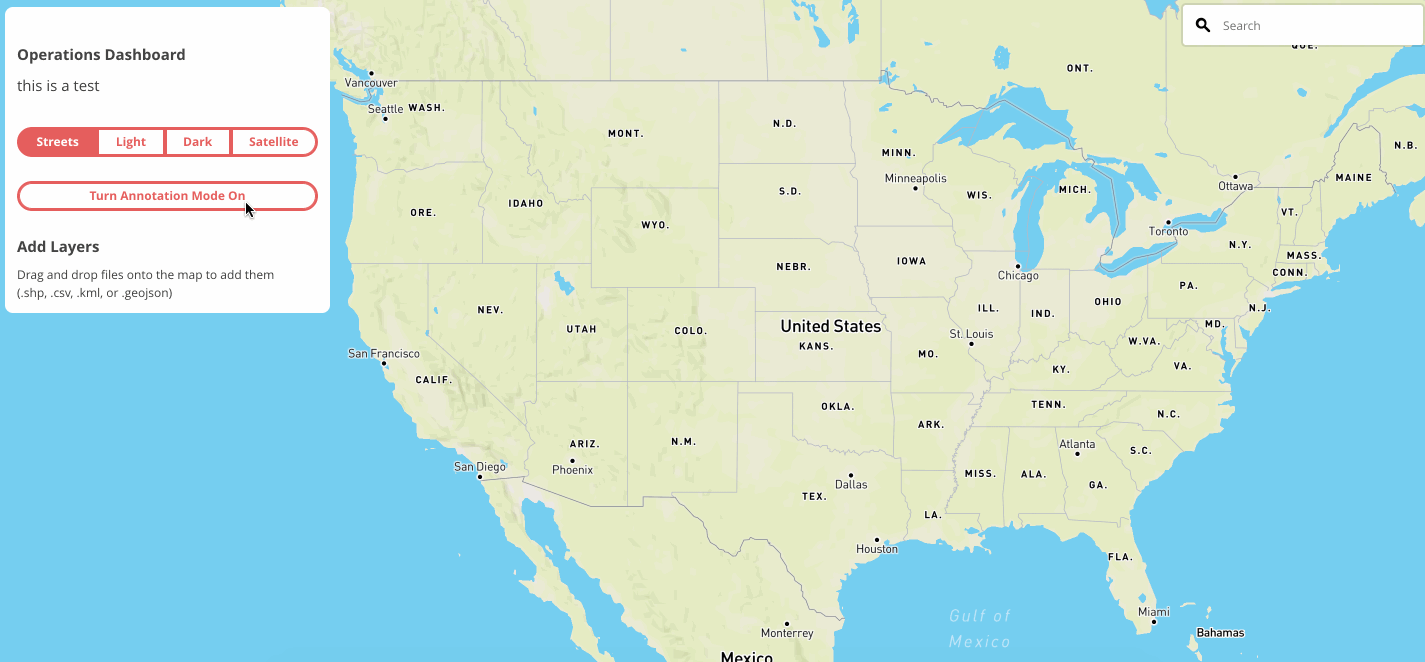 Operations Dashboard
this is a test
Streets Light Dark Satellite
Turn Annotation Mode On
Add Layers
Drag and drop files onto the map to add them
(.shp, .csv, .kml, or .geojson)
Search
QUE.
ONT.
Vancouver
Seattle
WASH.
MONT.
N.D.
MINN.
Minneapolis
WIS.
MICH.
Ottawa
MAINE
N.B.
ORE.
IDAHO
WYO.
S.D.
Toronto
VT.
N.Y.
MASS.
CONN.
NEBR.
IOWA
Chicago
PA.
N.J.
NEV.
UTAH
COLO.
United States
KANS.
ILL.
IND.
OHIO
MD.
St. Louis
MO.
W.VA.
VA.
KY.
San Francisco
CALIF.
OKLA.
TENN.
N.C.
ARK.
ARIZ.
N.M.
Atlanta
S.C.
San Diego
Phoenix
Dallas
TEX.
MISS.
ALA.
GA.
LA.
Houston
FLA.
Gulf of
Mexico
Miami
Monterrey
Bahamas
Mexico